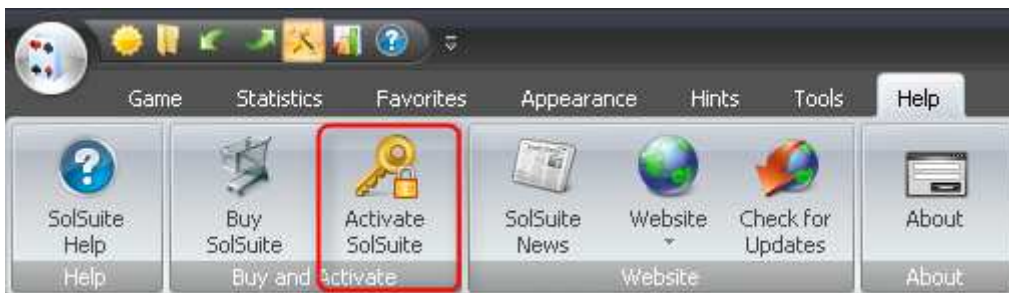 Game Statistics Favorites Appearance Hints Tools Help
SolSuite Help
Buy SolSuite
Activate SolSuite
SolSuite News
Website
Check for Updates
About
Help Buy and Activate Website About